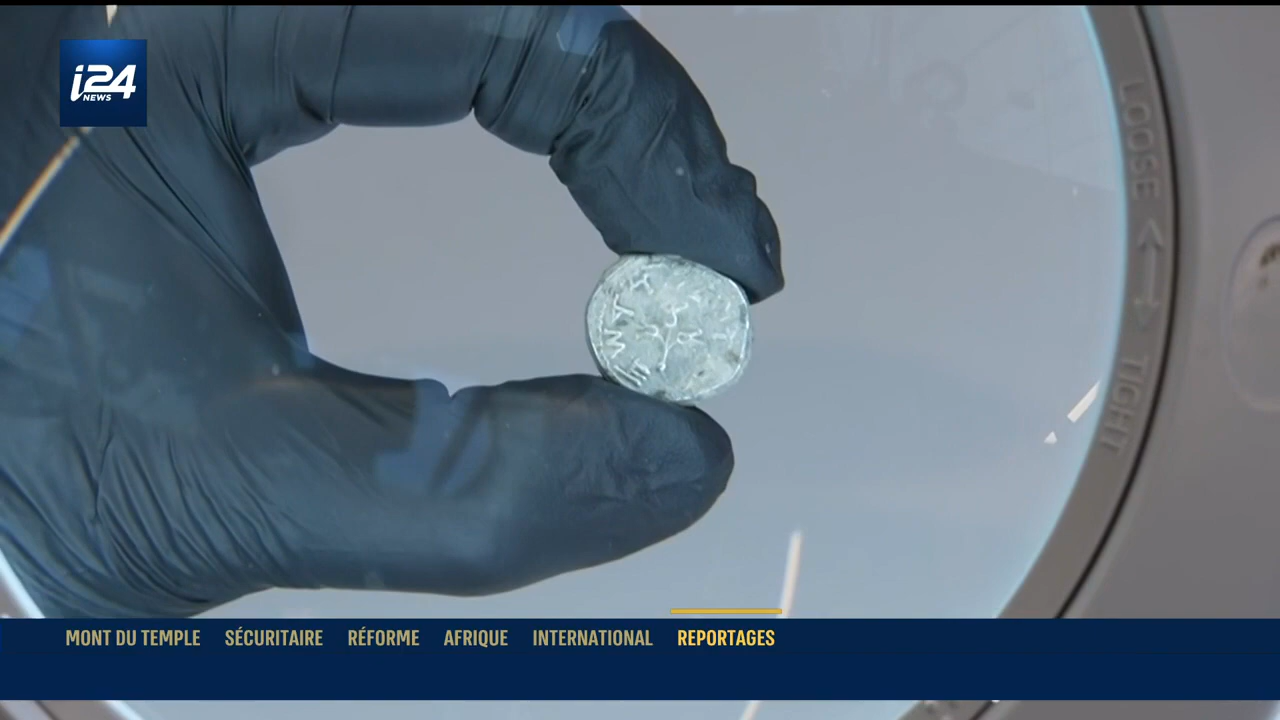 i24
NEWS
LOOSE
TIGHT
MONT DU TEMPLE SÉCURITAIRE RÉFORME AFRIQUE INTERNATIONAL REPORTAGES